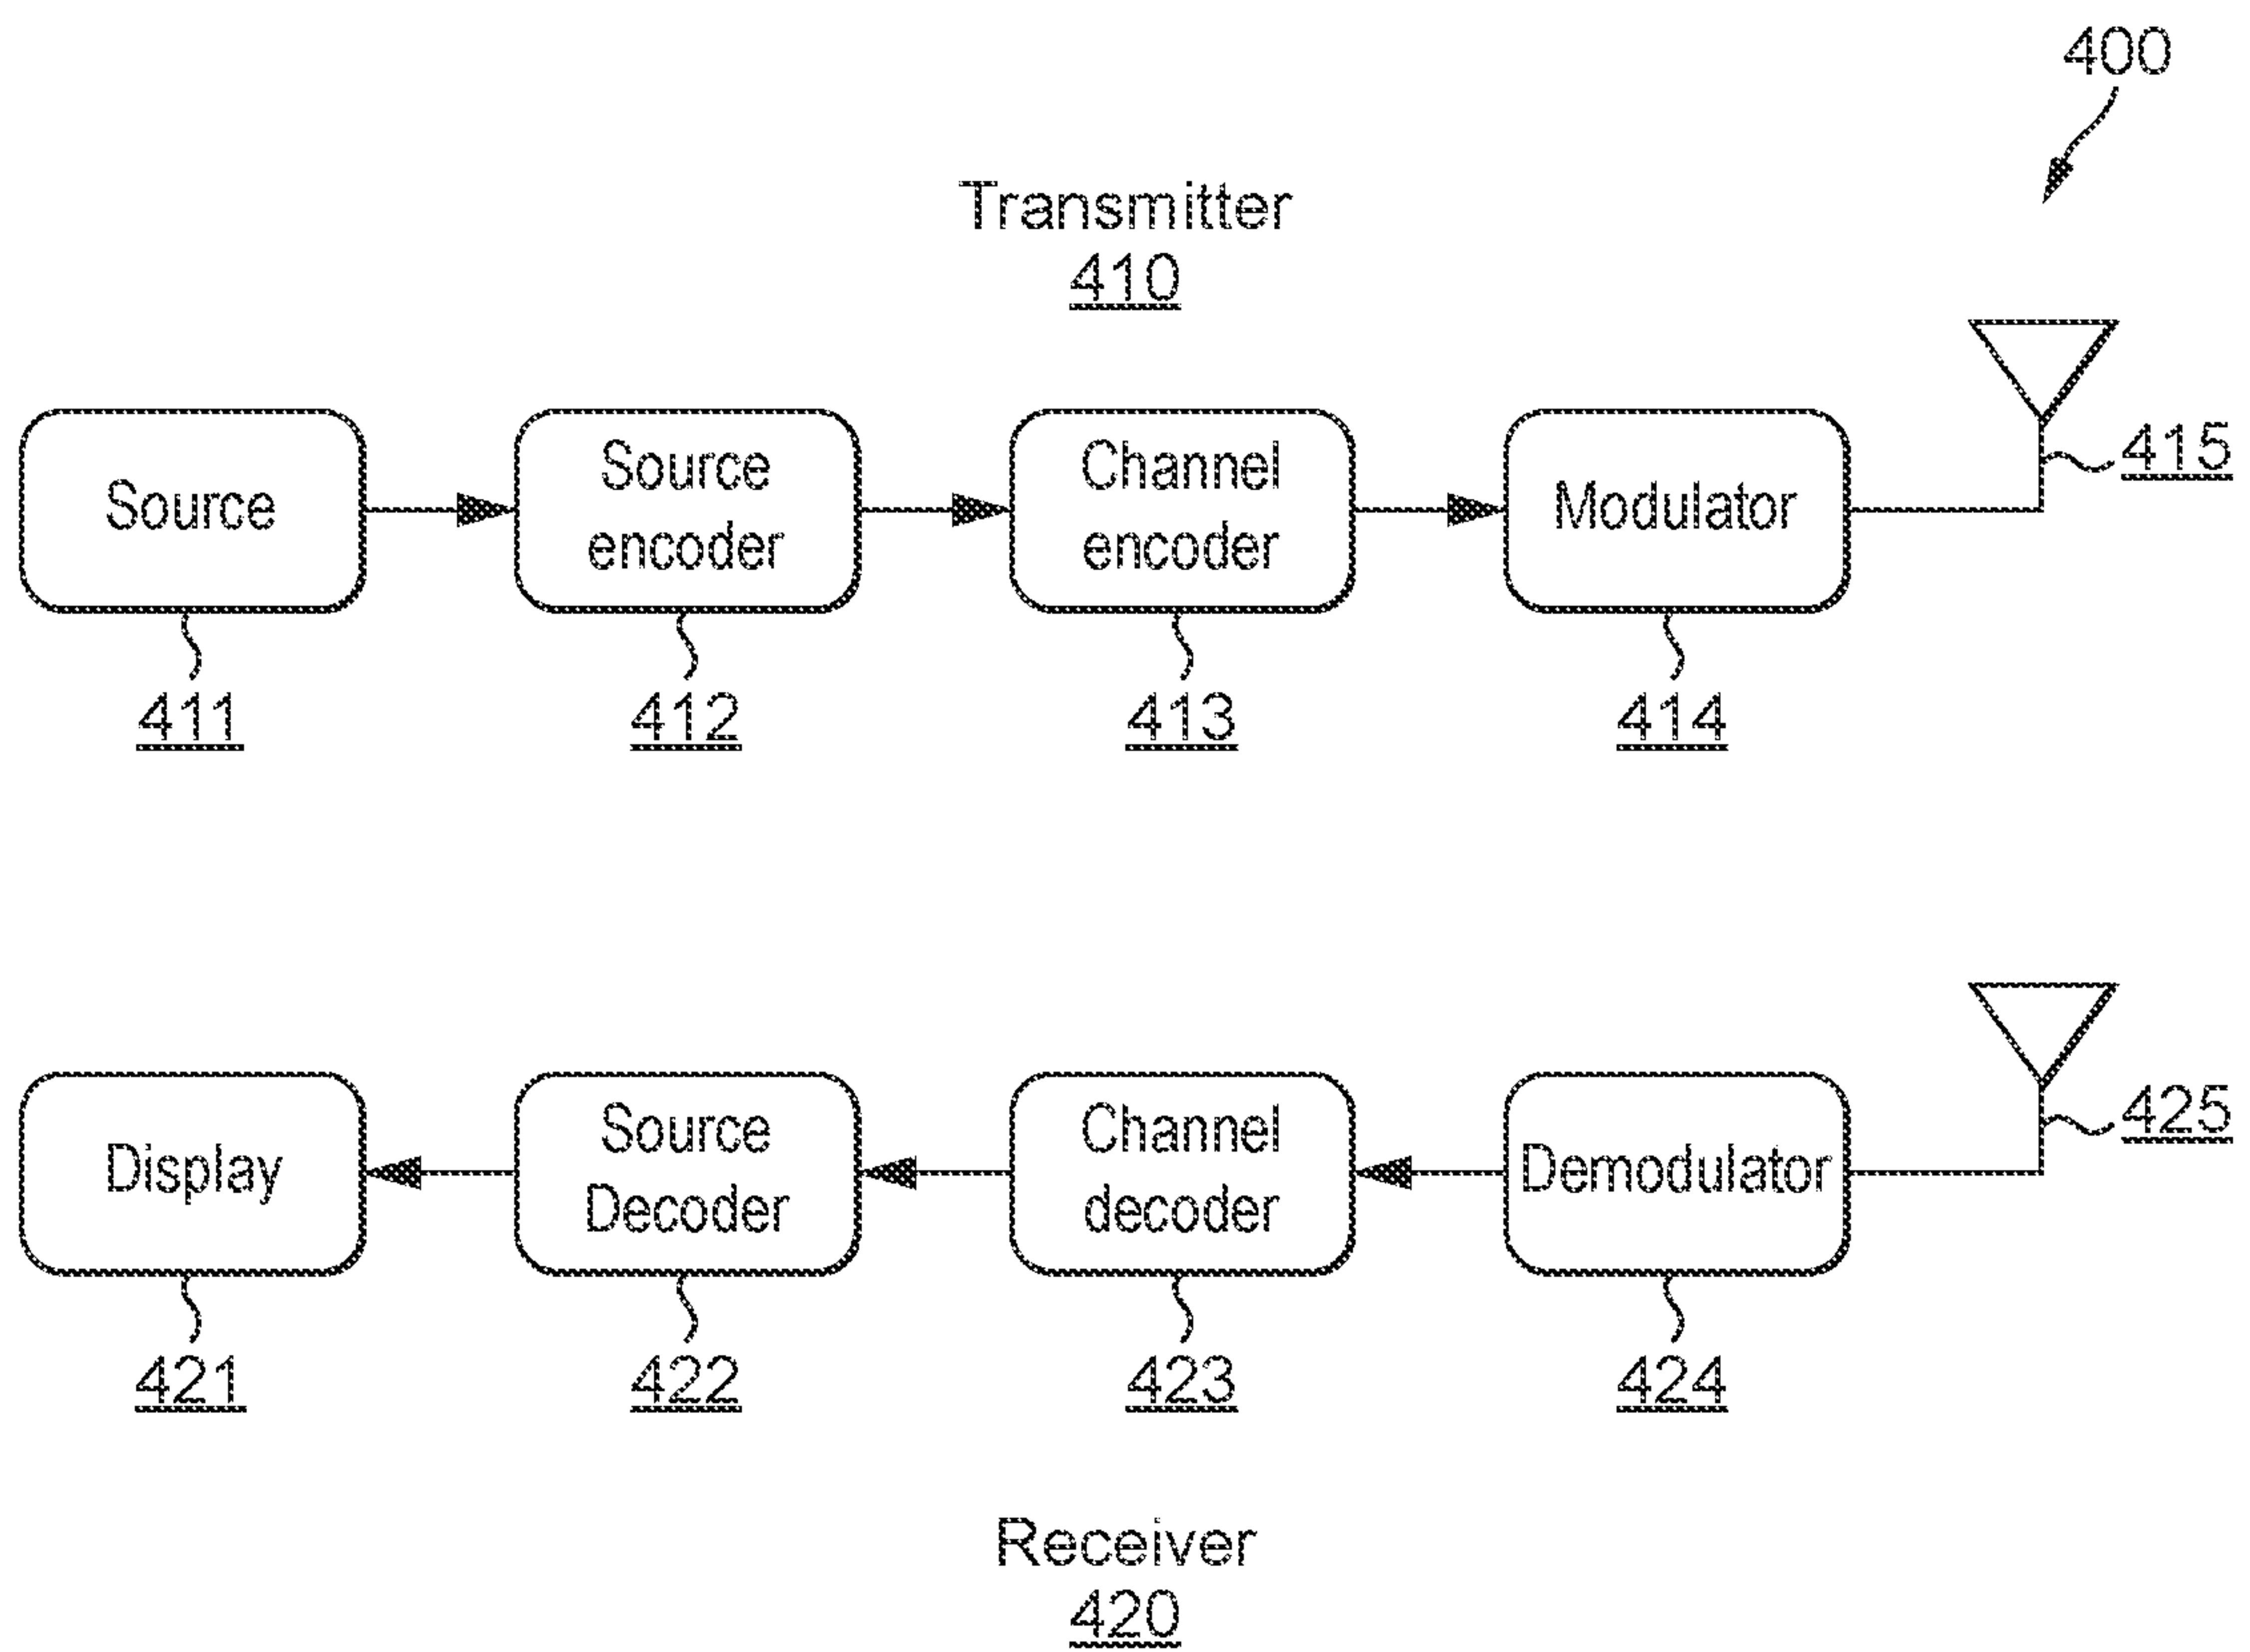 400
Transmitter
410
Source
Source
encoder
Channel
encoder
Modulator
415
411
412
413
414
Display
Source
Decoder
Channel
decoder
Demodulator
425
421
422
423
424
Receiver
420